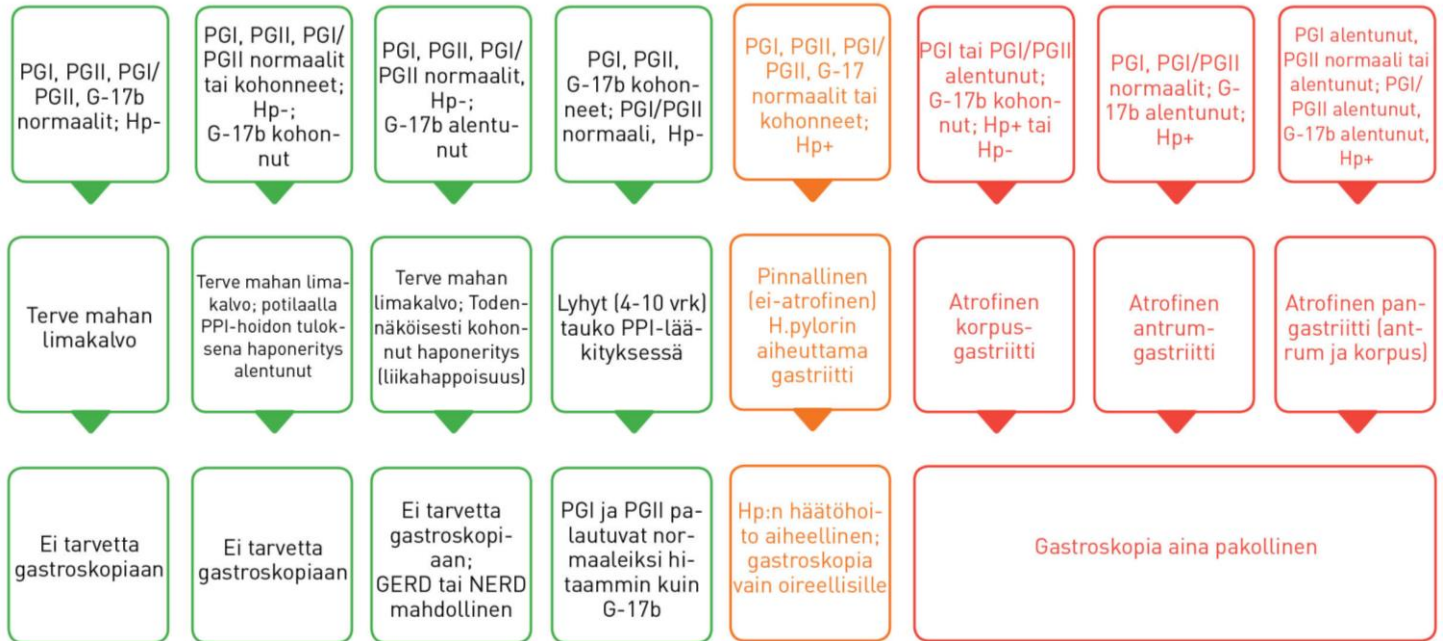 PGI, PGII, PGI/
PGII, G-17b
normaalit; Hp-
PGI, PGII, PGI/
PGII normaalit
tai kohonneet;
Hp-;
G-17b kohon-
nut
PGI, PGII, PGI/
PGII normaalit,
Hp-;
G-17b alentu-
nut
PGI, PGII,
G-17b kohon-
neet; PGI/PGII
normaali, Hp-
PGI, PGII, PGI/
PGII, G-17
normaalit tai
kohonneet;
Hp+
PGI tai PGI/PGII
alentunut;
G-17b kohon-
nut; Hp+ tai
Hp-
PGI, PGI/PGII
normaalit; G-
17b alentunut;
Hp+
PGI alentunut,
PGII normaali tai
alentunut; PGI/
PGII alentunut,
G-17b alentunut,
Hp+
Terve mahan
limakalvo
Terve mahan lima-
kalvo; potilaalla
PPI-hoidon tulok-
sena haponeritys
alentunut
Terve mahan
limakalvo; Toden-
näköisesti kohon-
nut haponeritys
(liikahappoisuus)
Lyhyt (4-10 vrk)
tauko PPI-lää-
kityksessä
Pinnallinen
(ei-atrofinen)
H.pylorin
aiheuttama
gastriitti
Atrofinen
korpus-
gastriitti
Atrofinen
antrum-
gastriitti
Atrofinen pan-
gastriitti (ant-
rum ja korpus)
Ei tarvetta
gastroskopiaan
Ei tarvetta
gastroskopiaan
Ei tarvetta
gastroskopi-
aan;
GERD tai NERD
mahdollinen
PGI ja PGII pa-
lautuvat nor-
maaleiksi hi-
taammin kuin
G-17b
Hp:n häätöhoi-
to aiheellinen;
gastroskopia
vain oireellisille
Gastroskopia aina pakollinen